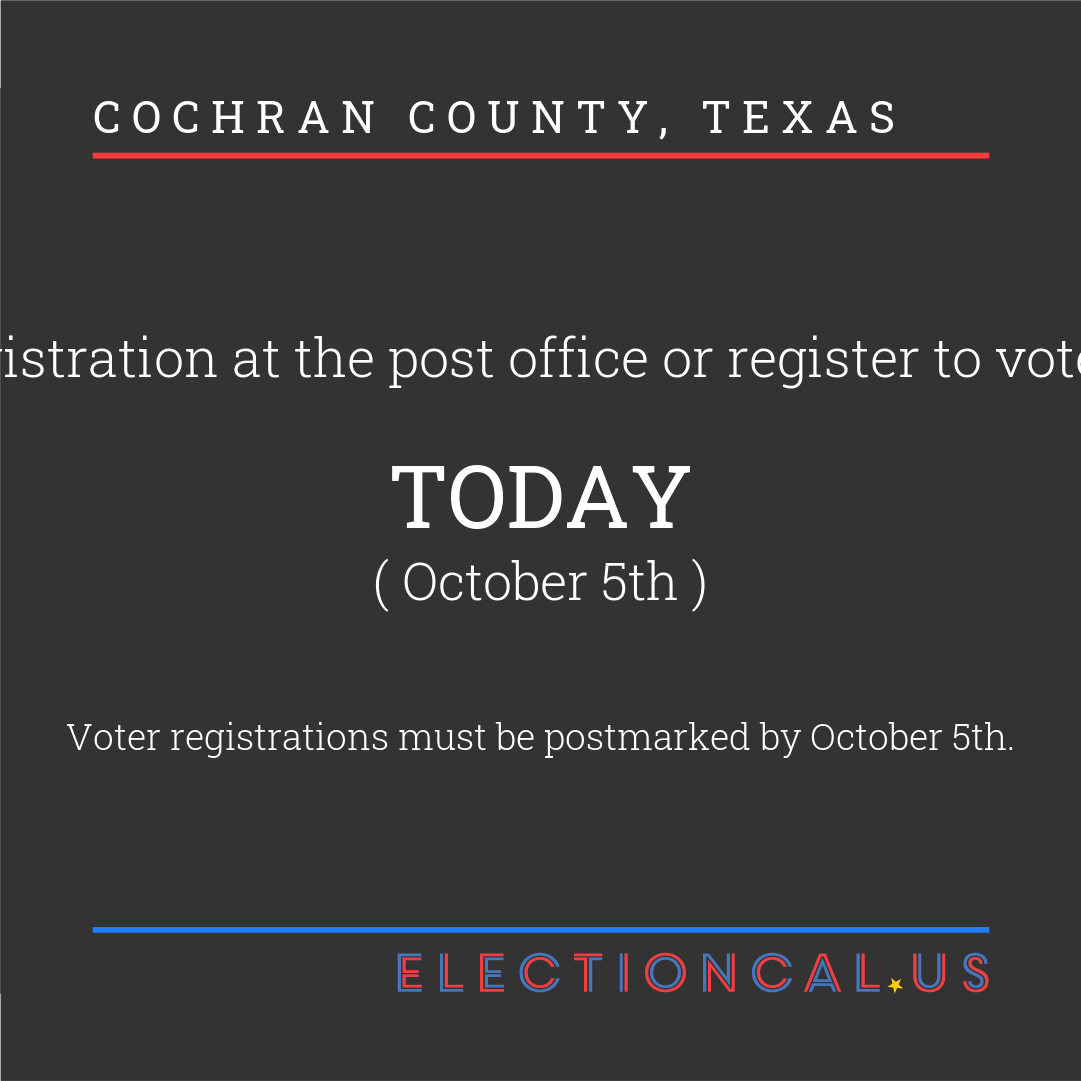 COCHRAN COUNTY, TEXAS
istration at the post office or register to vot
TODAY
( October 5th )
Voter registrations must be postmarked by October 5th.
ELECTIONCAL.US